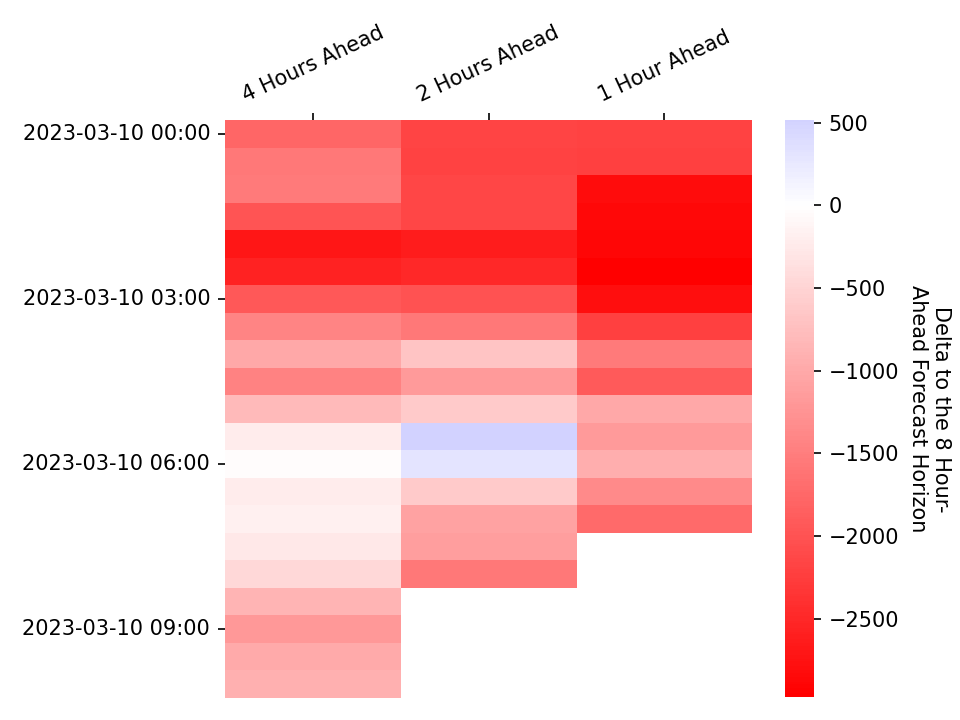 4 Hours Ahead
2 Hours Ahead
1 Hour Ahead
2023-03-10 00:00
2023-03-10 03:00
2023-03-10 06:00
2023-03-10 09:00
500
0
−500
−1000
−1500
−2000
−2500
Delta to the 8 Hour-
Ahead Forecast Horizon